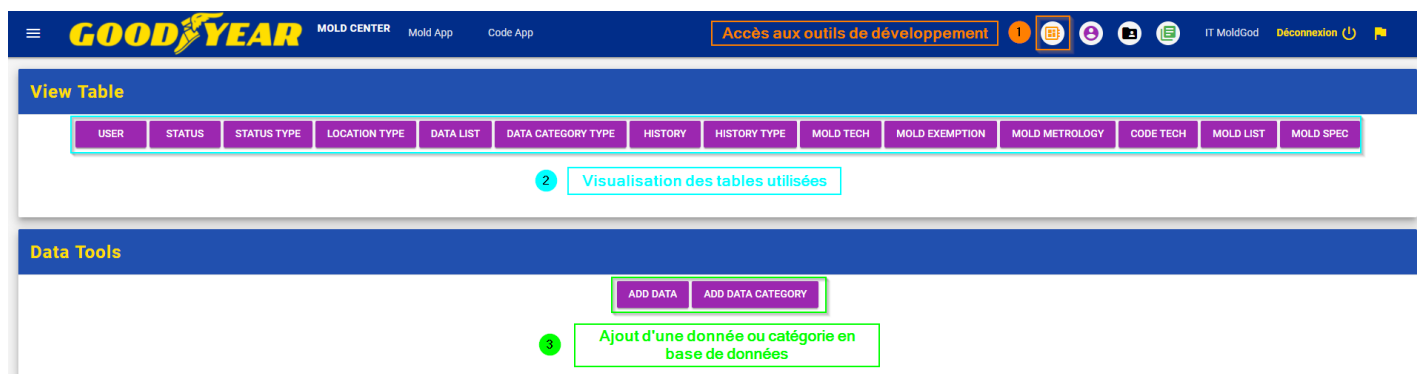 GOODYEAR MOLD CENTER Mold App Code App Accès aux outils de développement 1 IT MoldGod Déconnexion
View Table
USER STATUS STATUS TYPE LOCATION TYPE DATA LIST DATA CATEGORY TYPE HISTORY HISTORY TYPE MOLD TECH MOLD EXEMPTION MOLD METROLOGY CODE TECH MOLD LIST MOLD SPEC
2 Visualisation des tables utilisées
Data Tools
ADD DATA ADD DATA CATEGORY
3 Ajout d'une donnée ou catégorie en
base de données